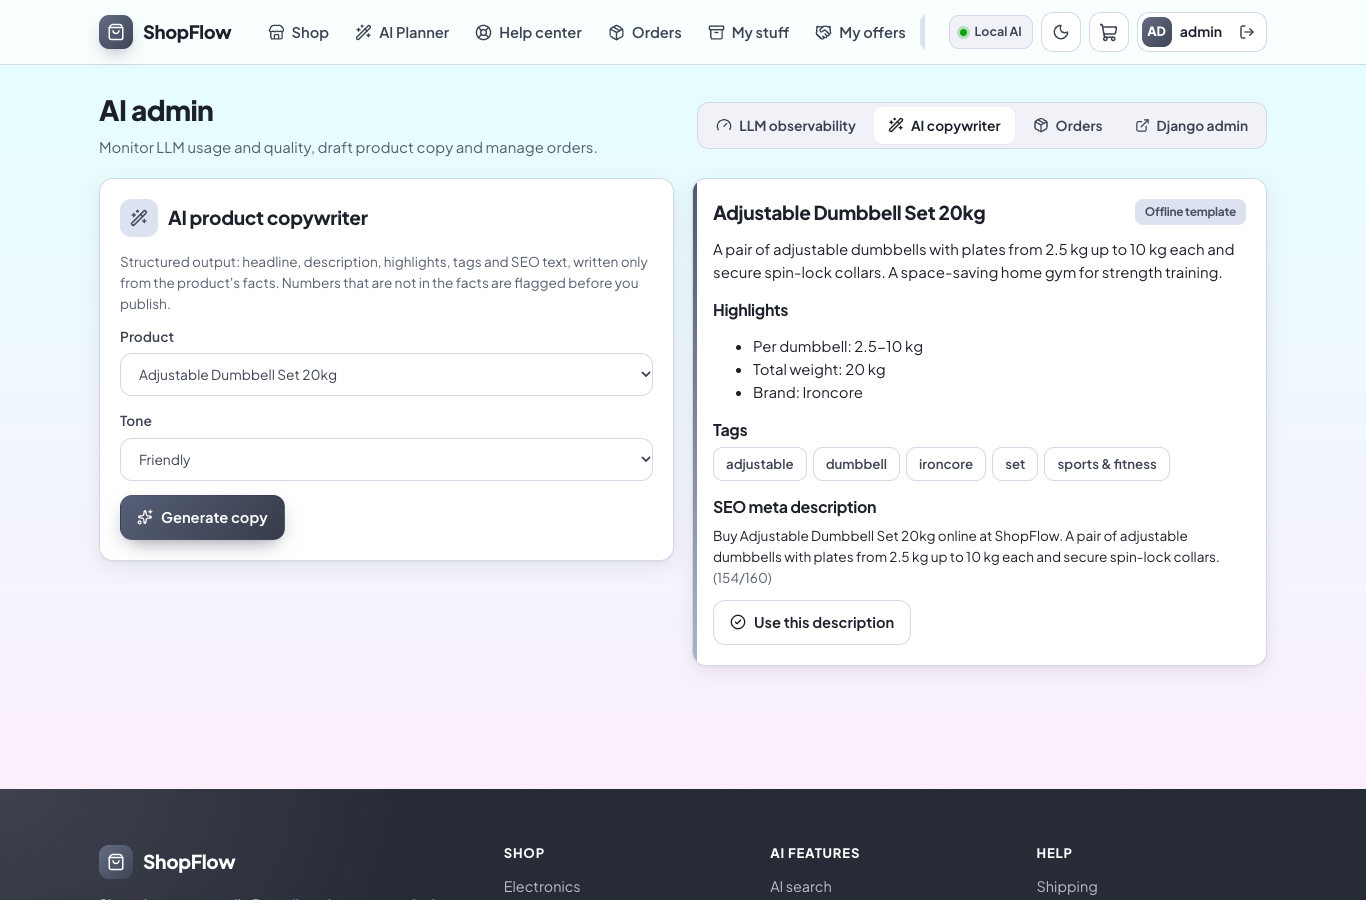 ShopFlow
Shop
AI Planner
Help center
Orders
My stuff
My offers
Local AI
AD
admin
AI admin
Monitor LLM usage and quality, draft product copy and manage orders.
LLM observability
AI copywriter
Orders
Django admin
AI product copywriter
Structured output: headline, description, highlights, tags and SEO text, written only
from the product's facts. Numbers that are not in the facts are flagged before you
publish.
Product
Adjustable Dumbbell Set 20kg
Tone
Friendly
Generate copy
Adjustable Dumbbell Set 20kg
Offline template
A pair of adjustable dumbbells with plates from 2.5 kg up to 10 kg each and
secure spin-lock collars. A space-saving home gym for strength training.
Highlights
• Per dumbbell: 2.5–10 kg
• Total weight: 20 kg
• Brand: Ironcore
Tags
adjustable
dumbbell
ironcore
set
sports & fitness
SEO meta description
Buy Adjustable Dumbbell Set 20kg online at ShopFlow. A pair of adjustable
dumbbells with plates from 2.5 kg up to 10 kg each and secure spin-lock collars.
(154/160)
Use this description
ShopFlow
SHOP
Electronics
AI FEATURES
AI search
HELP
Shipping